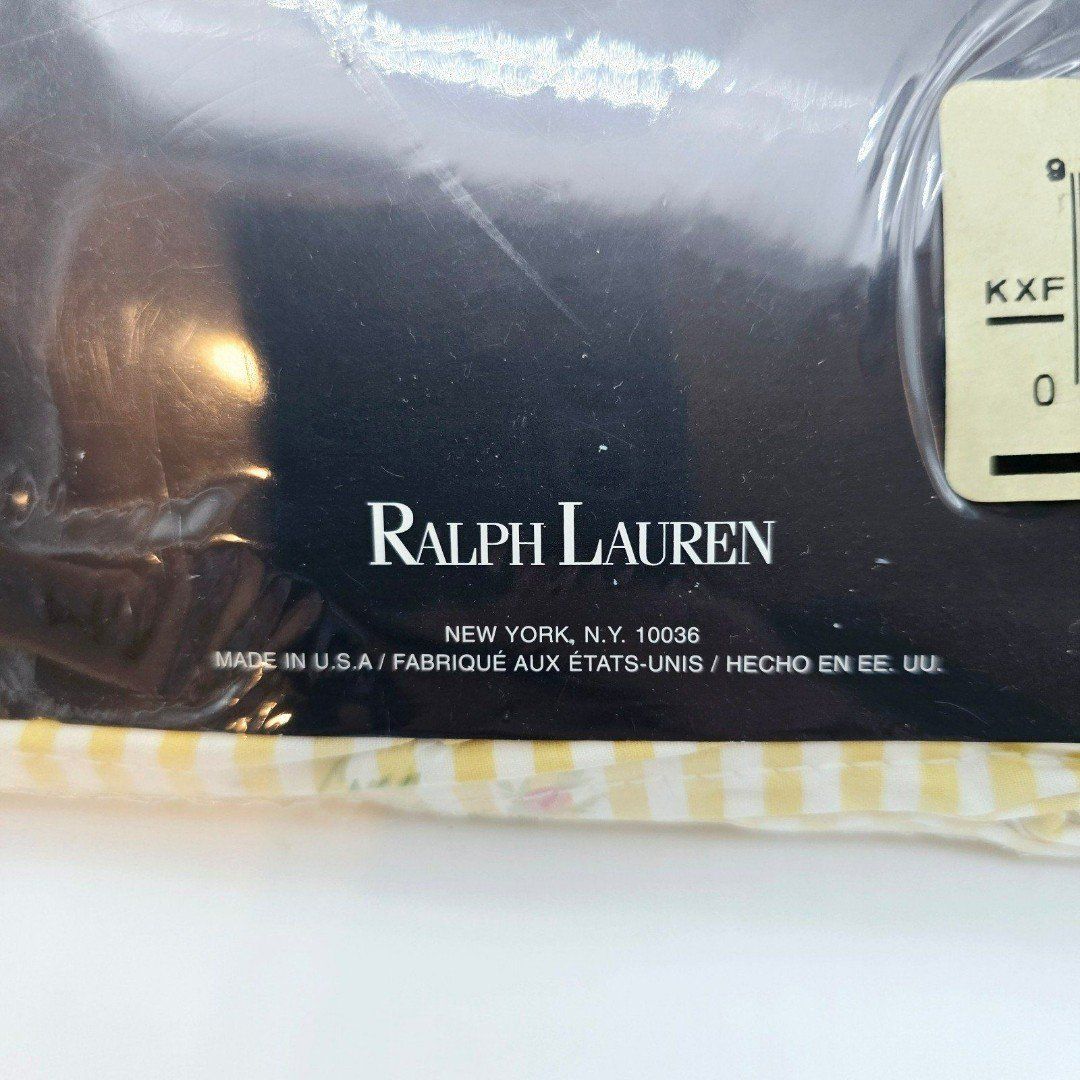 9
KXF
0
RALPH LAUREN
NEW YORK, N.Y. 10036
MADE IN U.S.A / FABRIQUÉ AUX ÉTATS-UNIS / HECHO EN EE. UU.